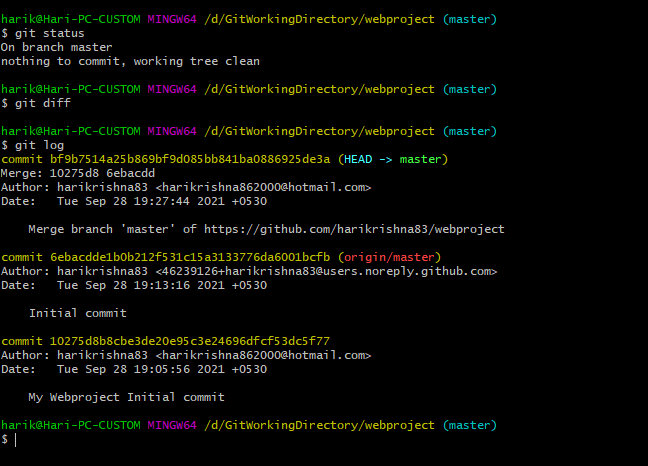 harik@Hari-PC-CUSTOM MINGW64 /d/GitWorkingDirectory/webproject (master)
$ git status
On branch master
nothing to commit, working tree clean
harik@Hari-PC-CUSTOM MINGW64 /d/GitWorkingDirectory/webproject (master)
$ git diff
harik@Hari-PC-CUSTOM MINGW64 /d/GitWorkingDirectory/webproject (master)
$ git log
commit bf9b7514a25b869bf9d085bb841ba0886925de3a (HEAD -> master)
Merge: 10275d8 6ebacdd
Author: harikrishna83 <harikrishna862000@hotmail.com>
Date:   Tue Sep 28 19:27:44 2021 +0530
    Merge branch 'master' of https://github.com/harikrishna83/webproject
commit 6ebacdde1b0b212f531c15a3133776da6001bcfb (origin/master)
Author: harikrishna83 <46239126+harikrishna83@users.noreply.github.com>
Date:   Tue Sep 28 19:13:16 2021 +0530
    Initial commit
commit 10275d8b8cbe3de20e95c3e24696dfcf53dc5f77
Author: harikrishna83 <harikrishna862000@hotmail.com>
Date:   Tue Sep 28 19:05:56 2021 +0530
    My Webproject Initial commit
harik@Hari-PC-CUSTOM MINGW64 /d/GitWorkingDirectory/webproject (master)
$